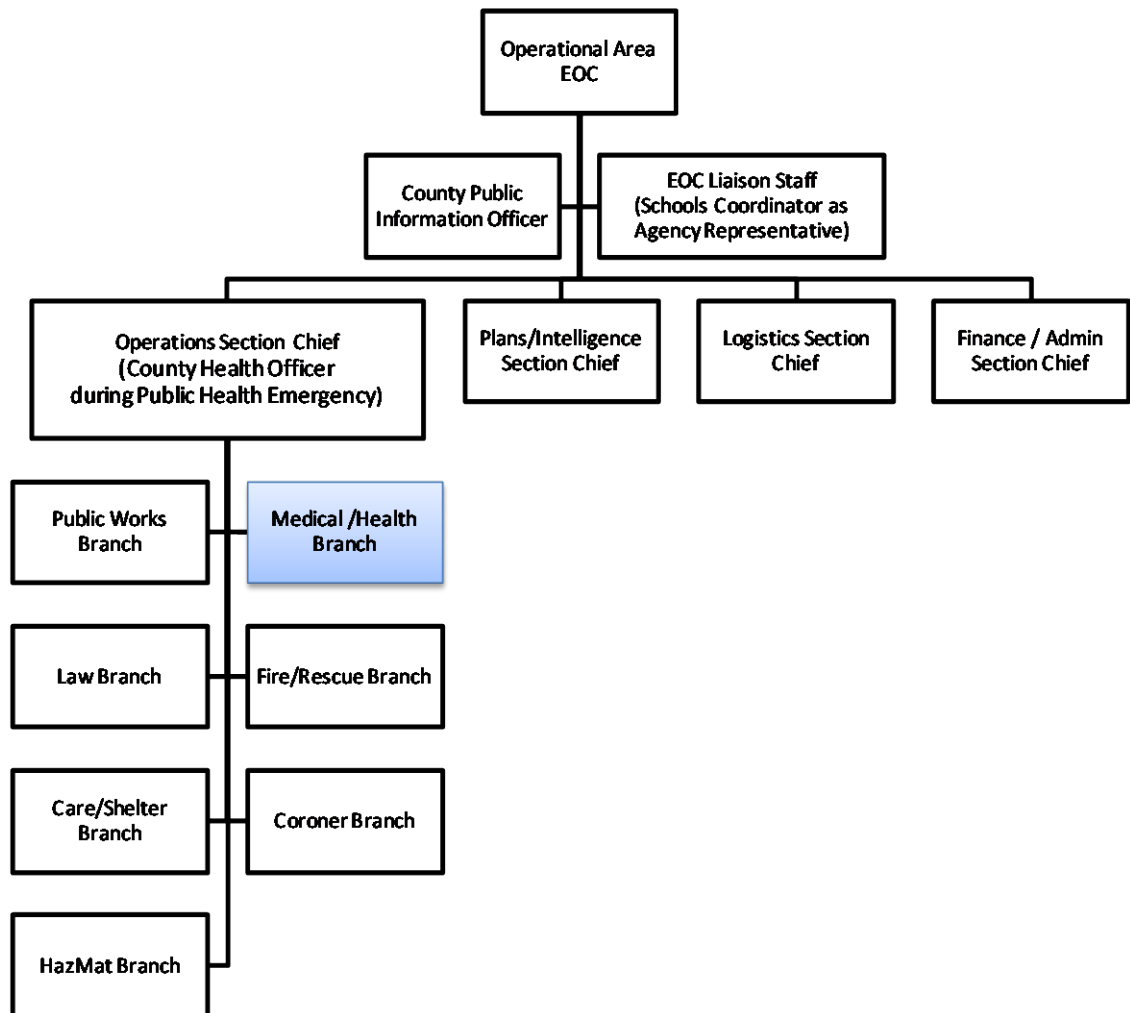 Operational Area
EOC
County Public
Information Officer
EOC Liaison Staff
(Schools Coordinator as
Agency Representative)
Operations Section Chief
(County Health Officer
during Public Health Emergency)
Plans/Intelligence
Section Chief
Logistics Section
Chief
Finance / Admin
Section Chief
Public Works
Branch
Medical /Health
Branch
Law Branch
Fire/Rescue Branch
Care/Shelter
Branch
Coroner Branch
HazMat Branch